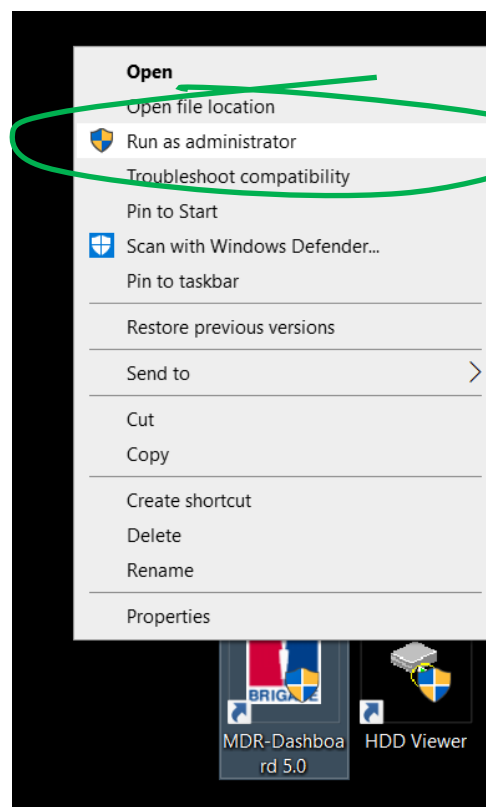 Open
Open file location
Run as administrator
Troubleshoot compatibility
Pin to Start
Scan with Windows Defender...
Pin to taskbar
Restore previous versions
Send to
Cut
Copy
Create shortcut
Delete
Rename
Properties
MDR-Dashboa
rd 5.0
HDD Viewer